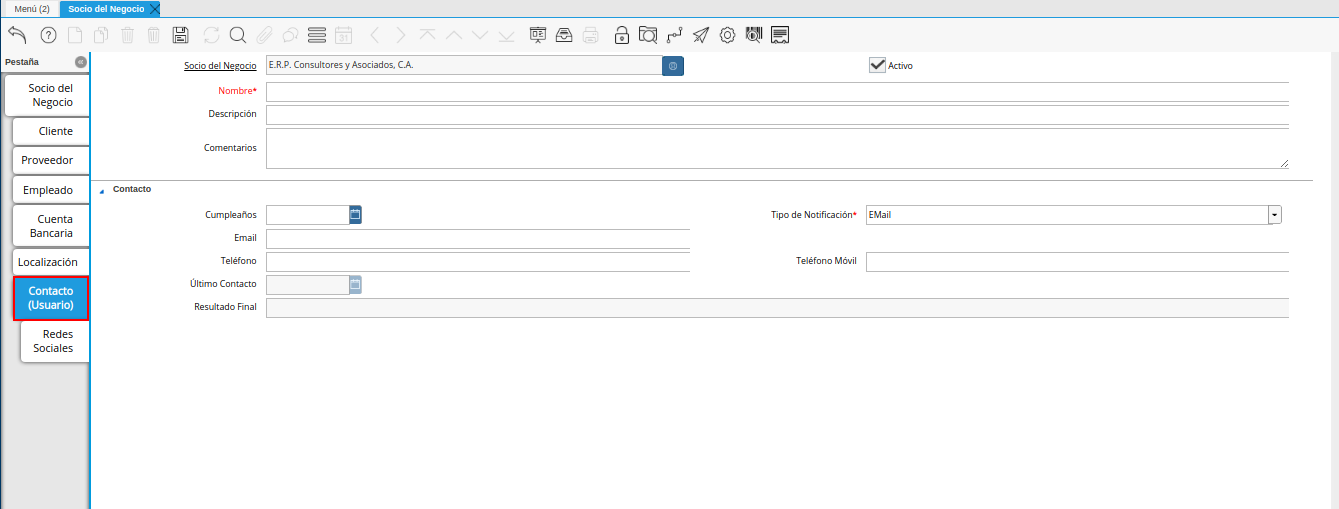 Menú (2)
Socio del Negocio
31
Pestaña
Socio del
Negocio
Cliente
Proveedor
Empleado
Cuenta
Bancaria
Localización
Contacto
(Usuario)
Redes
Sociales
Socio del Negocio E.R.P. Consultores y Asociados, C.A. Activo
Nombre*
Descripción
Comentarios
Contacto
Cumpleaños Tipo de Notificación* EMail
Email
Teléfono Teléfono Móvil
Último Contacto
Resultado Final